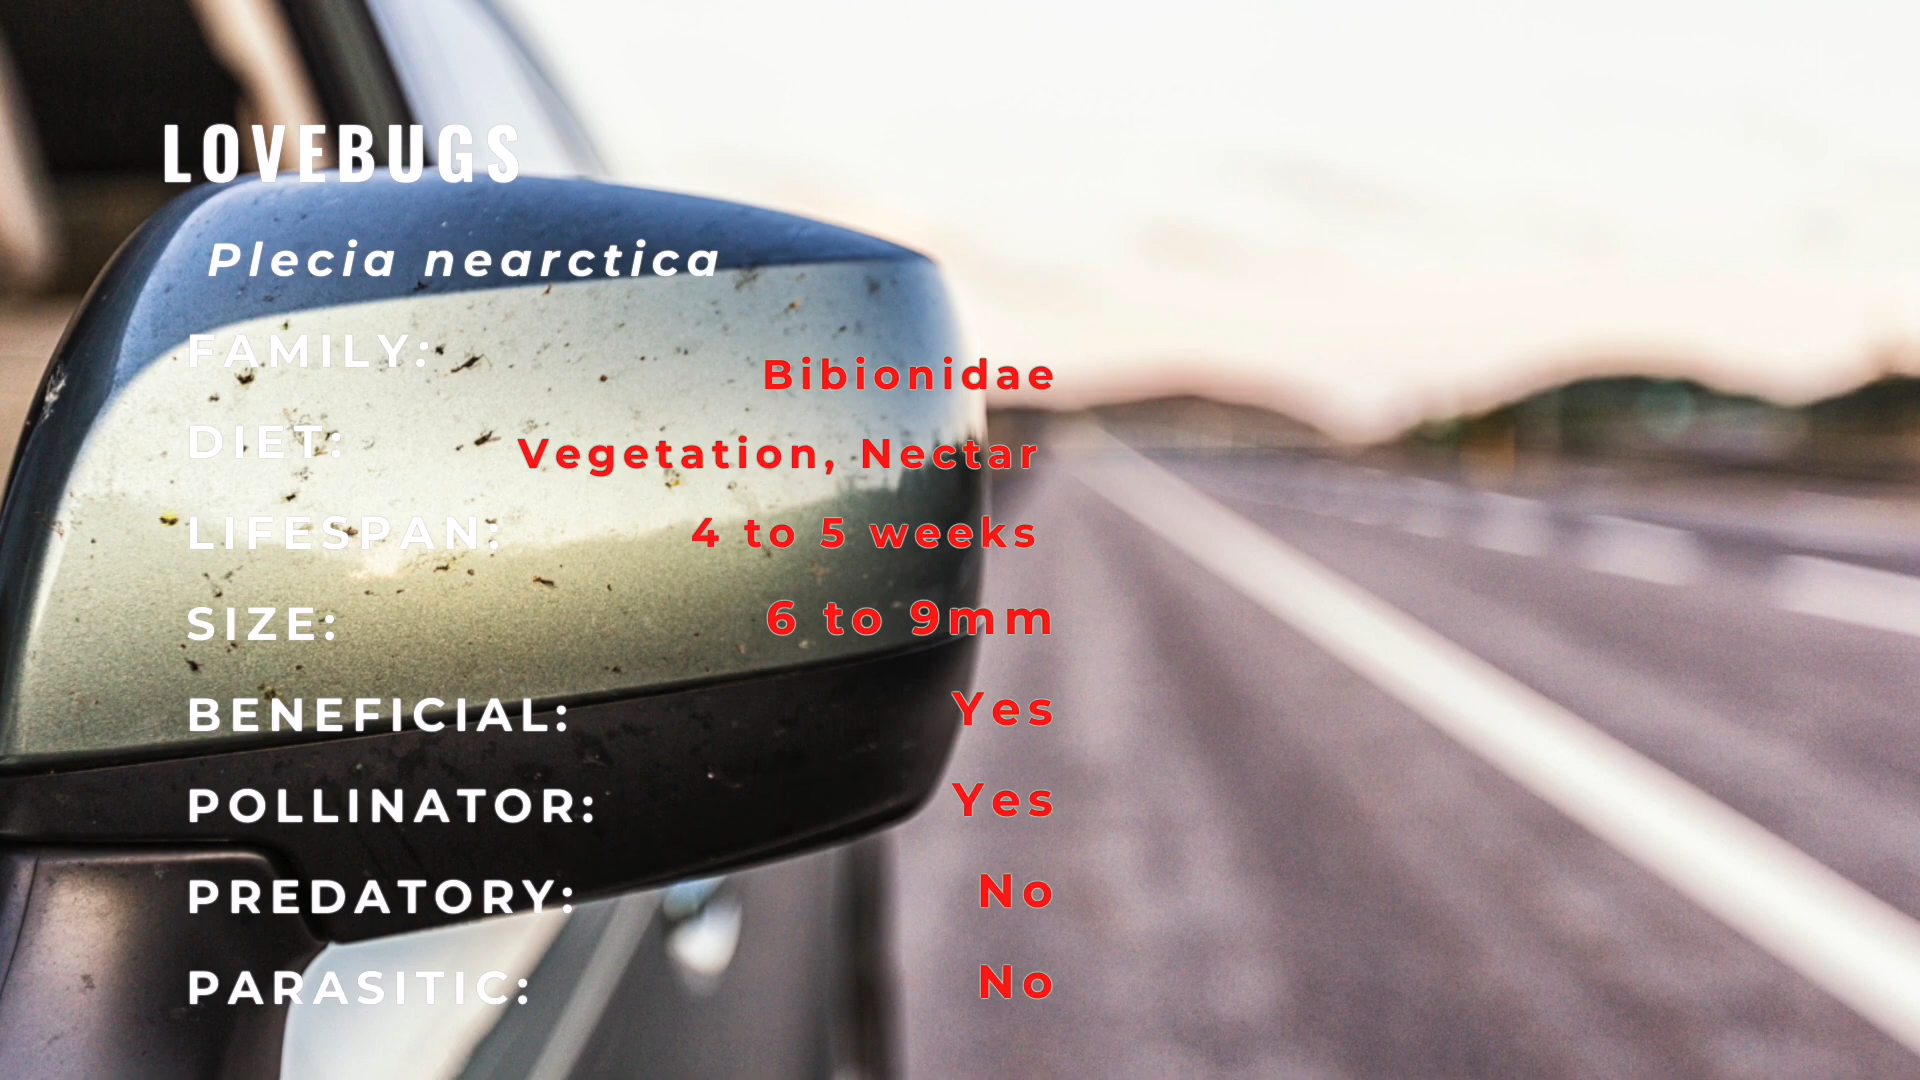 LOVEBUGS
Plecia nearctica
FAMILY: Bibionidae
DIET: Vegetation, Nectar
LIFESPAN: 4 to 5 weeks
SIZE: 6 to 9mm
BENEFICIAL: Yes
POLLINATOR: Yes
PREDATORY: No
PARASITIC: No